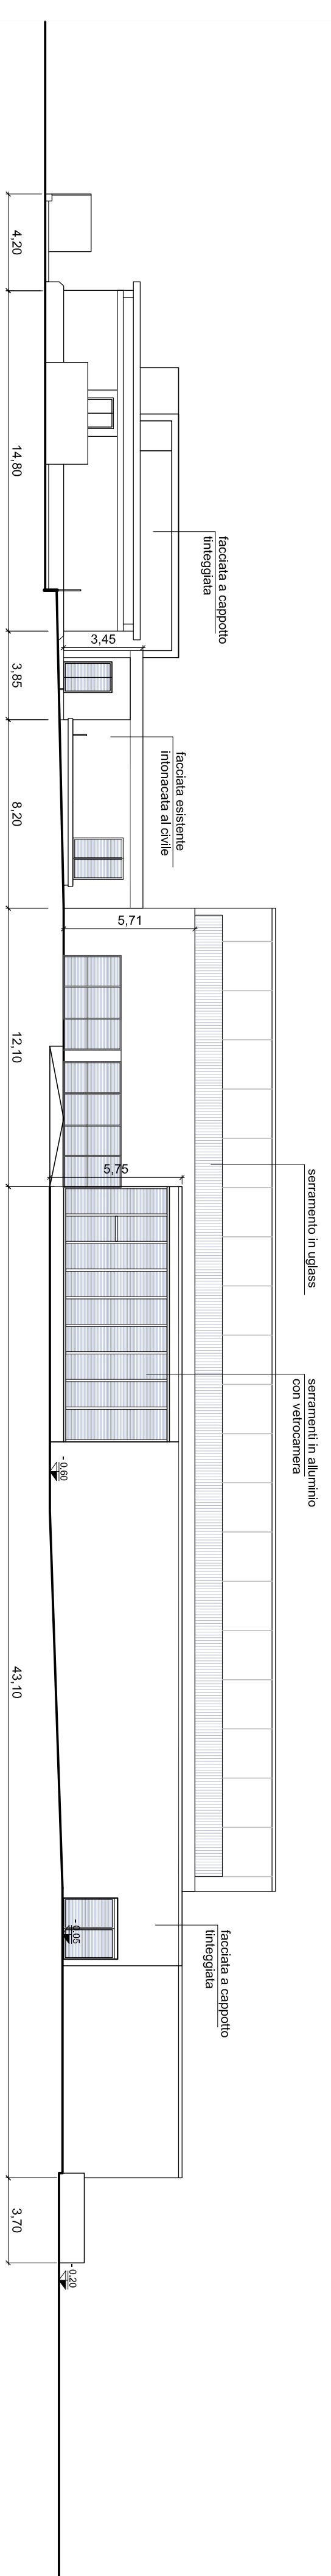 facciata a cappotto
tinteggiata
facciata esistente
intonacata al civile
serramento in uglass
serramenti in alluminio
con vetrocamera
facciata a cappotto
tinteggiata
3,45
5,71
5,75
- 0,60
- 0,05
- 0,20
4,20
14,80
3,85
8,20
12,10
43,10
3,70